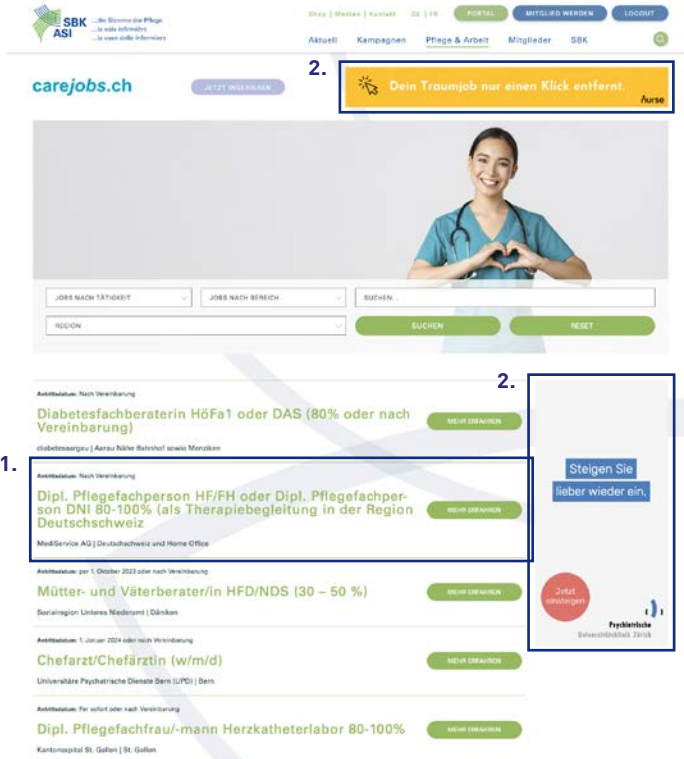 SBK ASI
...die Stimme der Pflege
...la voix infirmière
...la voce delle infermiere
Shop | Medien | Kontakt DE | FR PORTAL MITGLIED WERDEN LOGOUT
Aktuell Kampagnen Pflege & Arbeit Mitglieder SBK
carejobs.ch
JETZT INSERIEREN
2.
Dein Traumjob nur einen Klick entfernt.
nurse
JOBS NACH TÄTIGKEIT
JOBS NACH BEREICH
SUCHEN...
REGION
SUCHEN
RESET
Antrittsdatum: Nach Vereinbarung
Diabetesfachberaterin HöFa1 oder DAS (80% oder nach
Vereinbarung)
MEHR ERFAHREN
diabetesaargau | Aarau Nähe Bahnhof sowie Menziken
1.
Antrittsdatum: Nach Vereinbarung
Dipl. Pflegefachperson HF/FH oder Dipl. Pflegefachper-
son DNI 80-100% (als Therapiebegleitung in der Region
Deutschschweiz
MEHR ERFAHREN
MediService AG | Deutschschweiz und Home Office
Antrittsdatum: per 1. Oktober 2023 oder nach Vereinbarung
Mütter- und Väterberater/in HFD/NDS (30 – 50 %)
MEHR ERFAHREN
Sozialregion Unteres Niederamt | Däniken
Antrittsdatum: 1. Januar 2024 oder nach Vereinbarung
Chefarzt/Chefärztin (w/m/d)
MEHR ERFAHREN
Universitäre Psychiatrische Dienste Bern (UPD) | Bern
Antrittsdatum: Per sofort oder nach Vereinbarung
Dipl. Pflegefachfrau/-mann Herzkatheterlabor 80-100%
MEHR ERFAHREN
Kantonsspital St. Gallen | St. Gallen
2.
Steigen Sie
lieber wieder ein.
Jetzt
einsteigen
Psychiatrische
Universitätsklinik Zürich